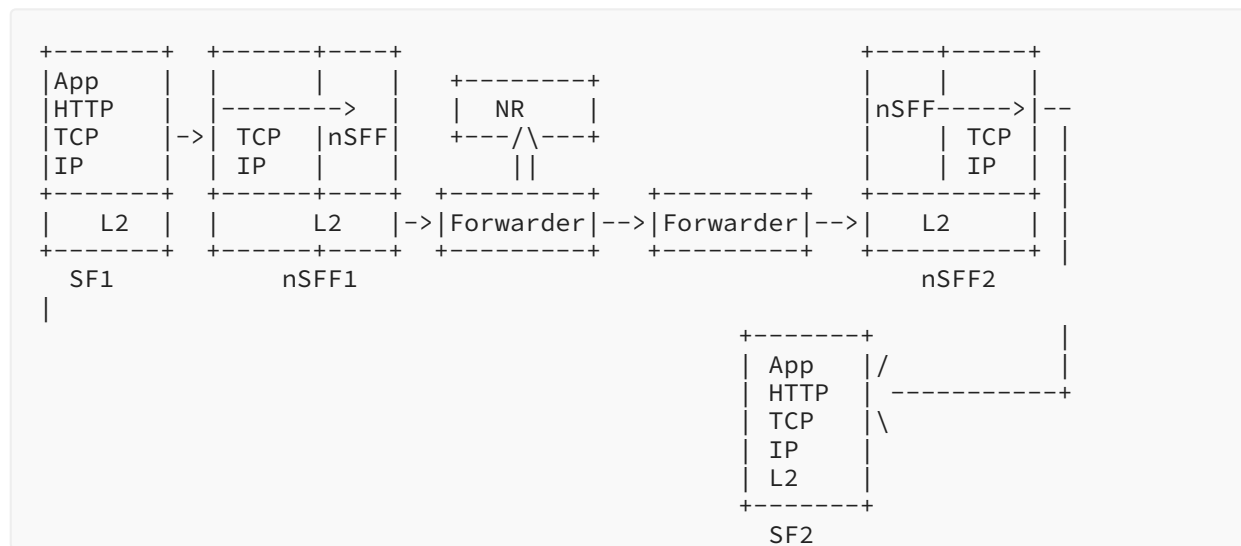 +-------+  +------+----+                                 +----+-----+
|App    |  |      |    |   +--------+                    |    |     |
|HTTP   |  |-------->  |   |  NR    |                    |nSFF----->|--
|TCP    |->| TCP  |nSFF|   +---/\---+                    |    | TCP | |
|IP     |  | IP   |    |       ||                        |    | IP  | |
+-------+  +------+----+  +---------+    +---------+     +----------+ |
|   L2  |  |      L2   |->|Forwarder|-->|Forwarder|-->|   L2       | |
+-------+  +------+----+  +---------+    +---------+     +----------+ |
SF1 nSFF1 nSFF2
|
+-------+ |
| App |/ |
| HTTP | -----------+
| TCP |\
| IP |
| L2 |
+-------+
SF2